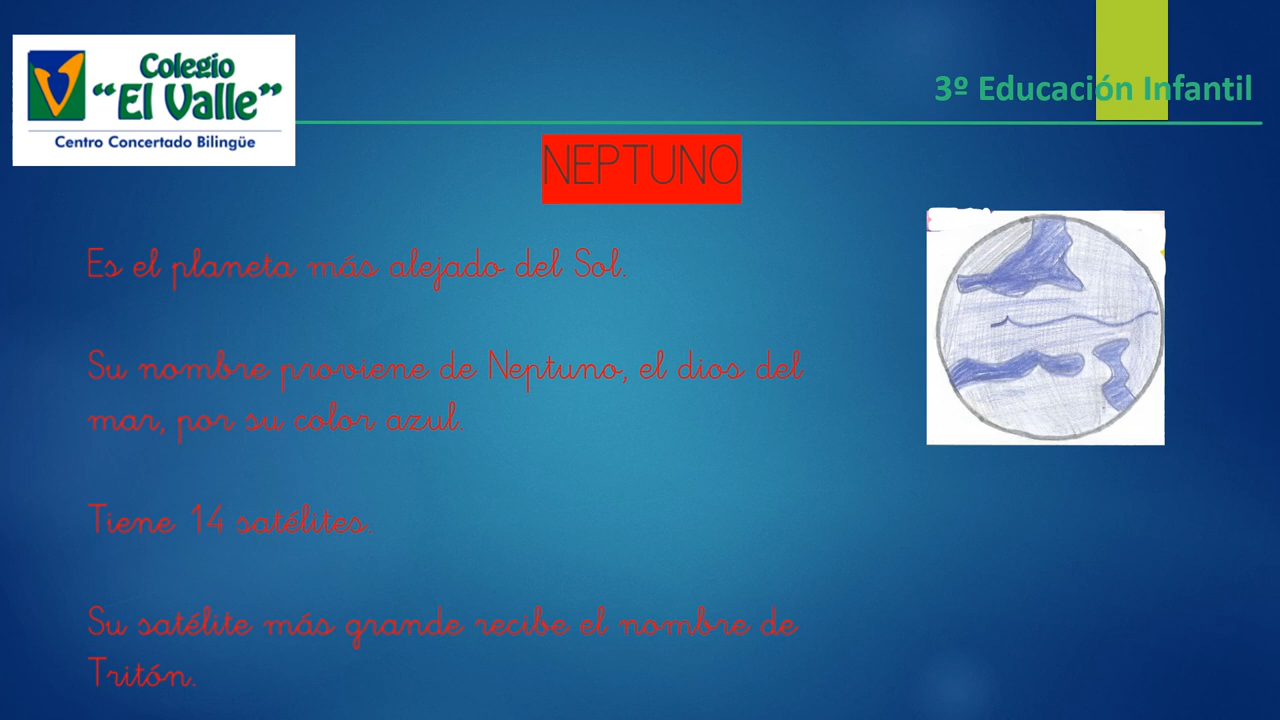 Colegio
"El Valle"
Centro Concertado Bilingüe
3º Educación Infantil
NEPTUNO
Es el planeta más alejado del Sol.
Su nombre proviene de Neptuno, el dios del
mar, por su color azul.
Tiene 14 satélites.
Su satélite más grande recibe el nombre de
Tritón.